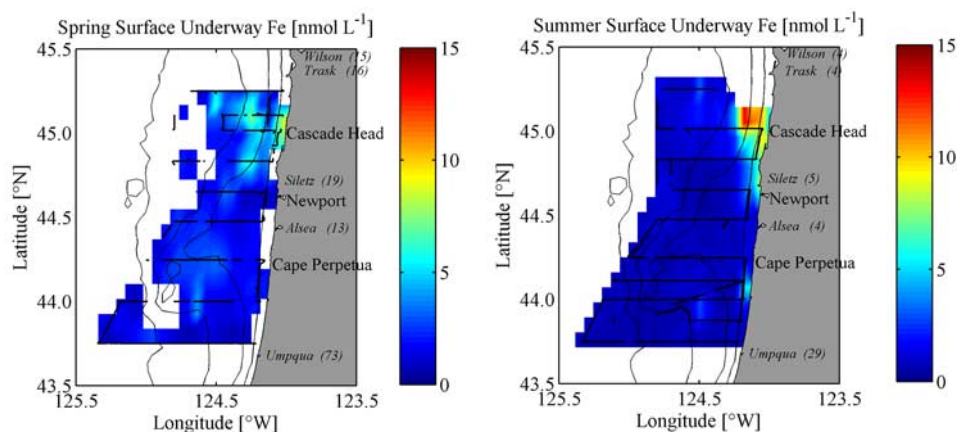 Spring Surface Underway Fe [nmol L-1]
45.5
45.0
44.5
44.0
43.5
Latitude [°N]
125.5
124.5
123.5
Longitude [°W]
Wilson (15)
Trask (16)
Cascade Head
Siletz (19)
Newport
Alsea (13)
Cape Perpetua
Umpqua (73)
15
10
5
0
Summer Surface Underway Fe [nmol L-1]
45.5
45.0
44.5
44.0
43.5
Latitude [°N]
125.5
124.5
123.5
Longitude [°W]
Wilson (4)
Trask (4)
Cascade Head
Siletz (5)
Newport
Alsea (4)
Cape Perpetua
Umpqua (29)
15
10
5
0